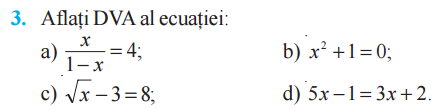 3. Aflați DVA al ecuației:
a) x/(1−x) = 4; b) x² + 1 = 0;
c) √x − 3 = 8; d) 5x − 1 = 3x + 2.